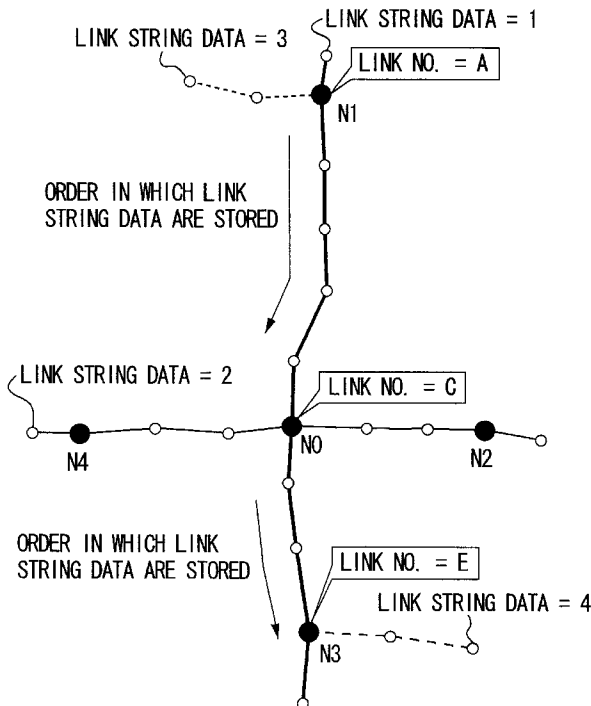 LINK STRING DATA = 1
LINK STRING DATA = 3
LINK NO. = A
N1
ORDER IN WHICH LINK
STRING DATA ARE STORED
LINK STRING DATA = 2
LINK NO. = C
N4
N0
N2
ORDER IN WHICH LINK
STRING DATA ARE STORED
LINK NO. = E
LINK STRING DATA = 4
N3